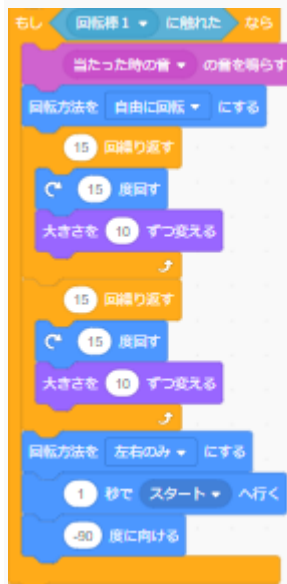 もし 回転棒1 に触れた なら
当たった時の音 の音を鳴らす
回転方法を 自由に回転 にする
15 回繰り返す
15 度回す
大きさを 10 ずつ変える
15 回繰り返す
15 度回す
大きさを 10 ずつ変える
回転方法を 左右のみ にする
1 秒で スタート へ行く
-90 度に向ける